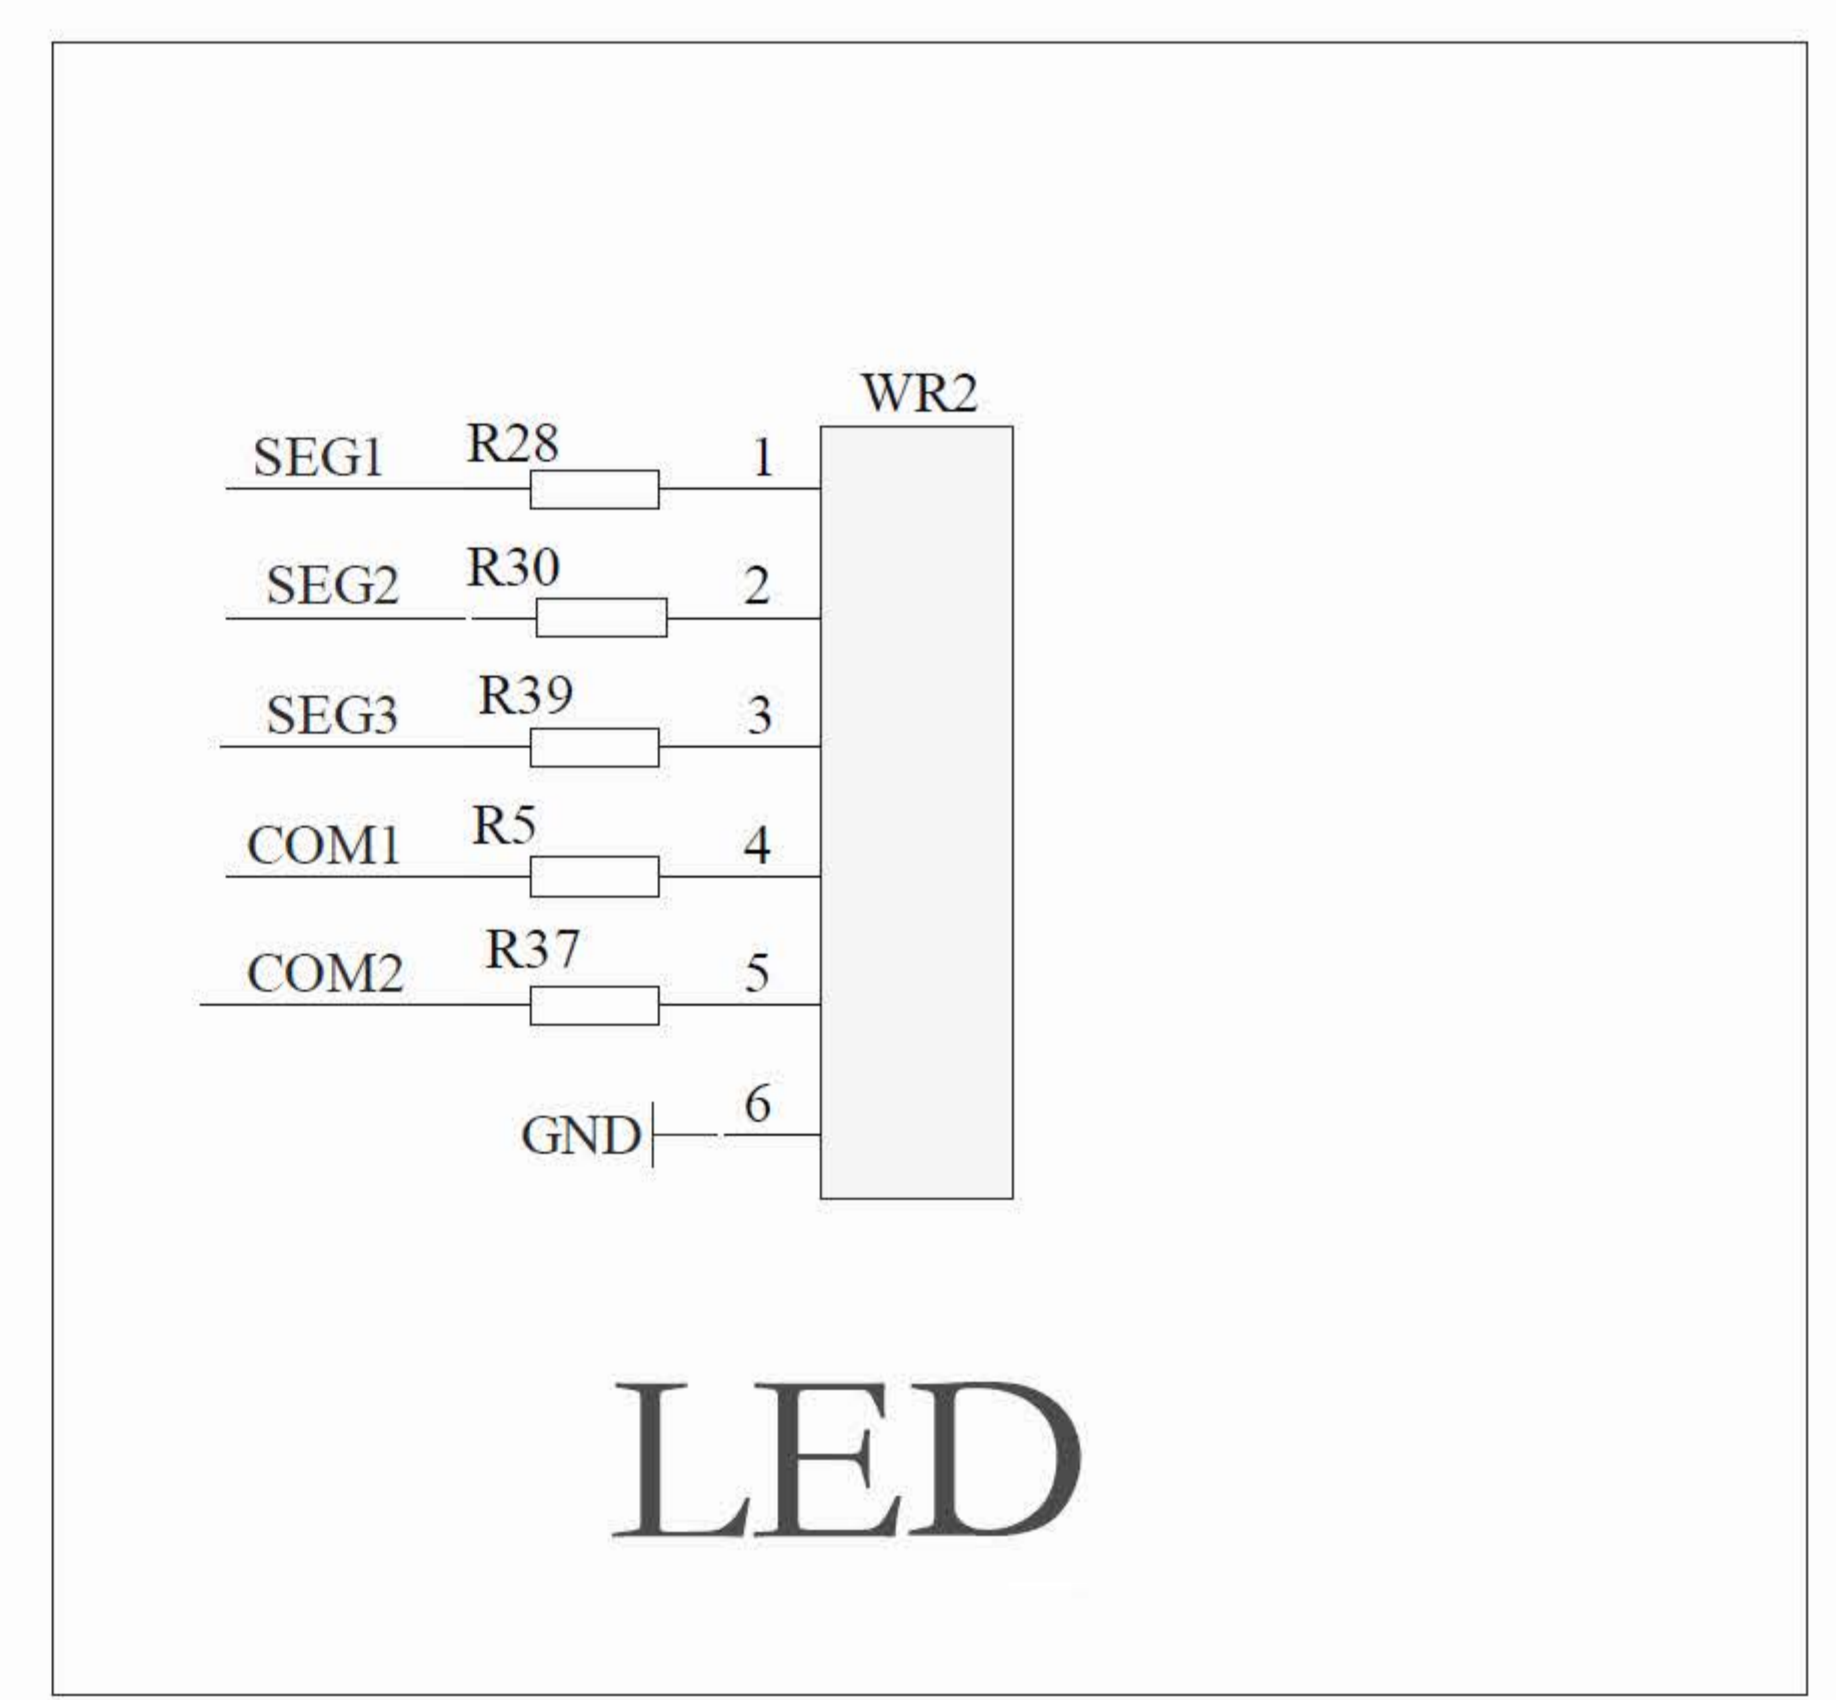 WR2
SEG1 R28 1
SEG2 R30 2
SEG3 R39 3
COM1 R5 4
COM2 R37 5
GND 6
LED